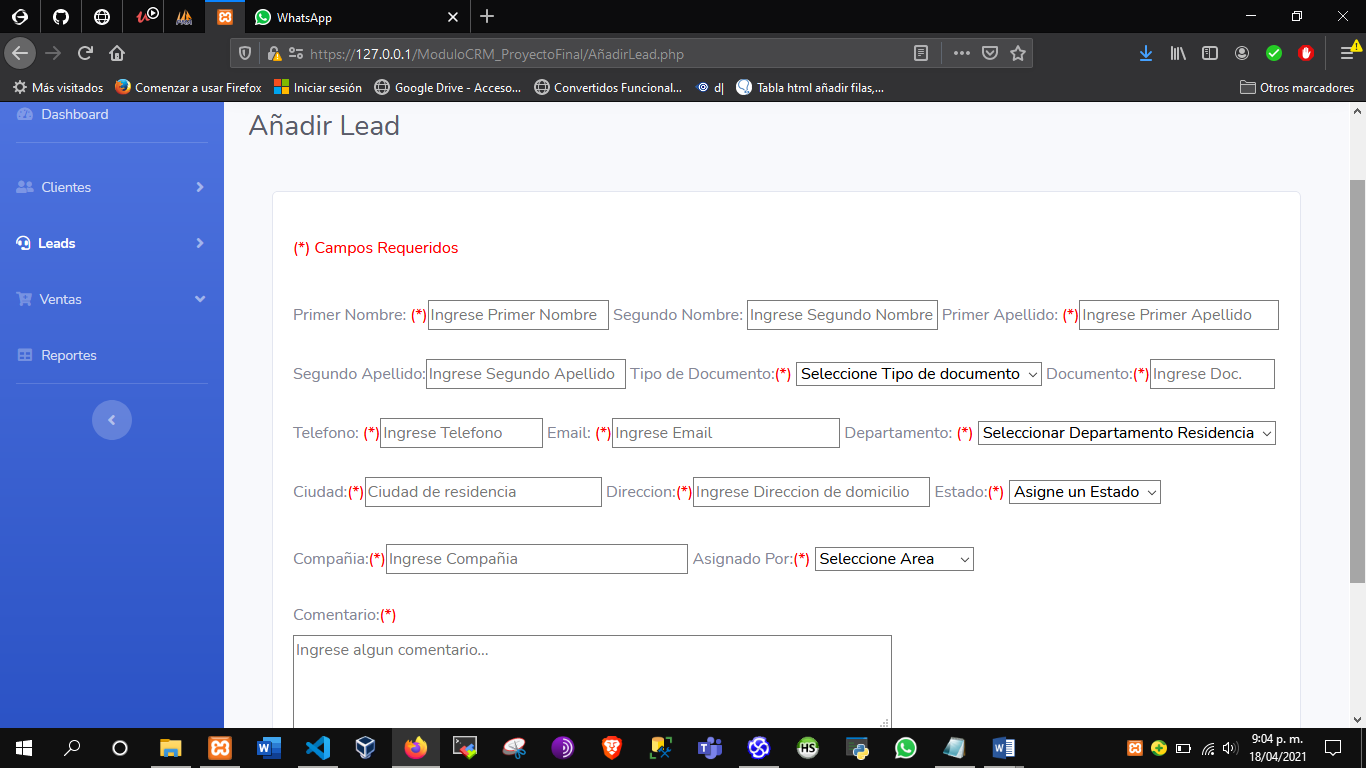 WhatsApp
https://127.0.0.1/ModuloCRM_ProyectoFinal/AñadirLead.php
Más visitados Comenzar a usar Firefox Iniciar sesión Google Drive - Acceso... Convertidos Funcional... d| Tabla html añadir filas,... Otros marcadores
Dashboard
Clientes
Leads
Ventas
Reportes
Añadir Lead
(*) Campos Requeridos
Primer Nombre: (*) Ingrese Primer Nombre Segundo Nombre: Ingrese Segundo Nombre Primer Apellido: (*) Ingrese Primer Apellido
Segundo Apellido: Ingrese Segundo Apellido Tipo de Documento:(*) Seleccione Tipo de documento Documento:(*) Ingrese Doc.
Telefono: (*) Ingrese Telefono Email: (*) Ingrese Email Departamento: (*) Seleccionar Departamento Residencia
Ciudad:(*) Ciudad de residencia Direccion:(*) Ingrese Direccion de domicilio Estado:(*) Asigne un Estado
Compañia:(*) Ingrese Compañia Asignado Por:(*) Seleccione Area
Comentario:(*)
Ingrese algun comentario...
HS
9:04 p. m.
18/04/2021